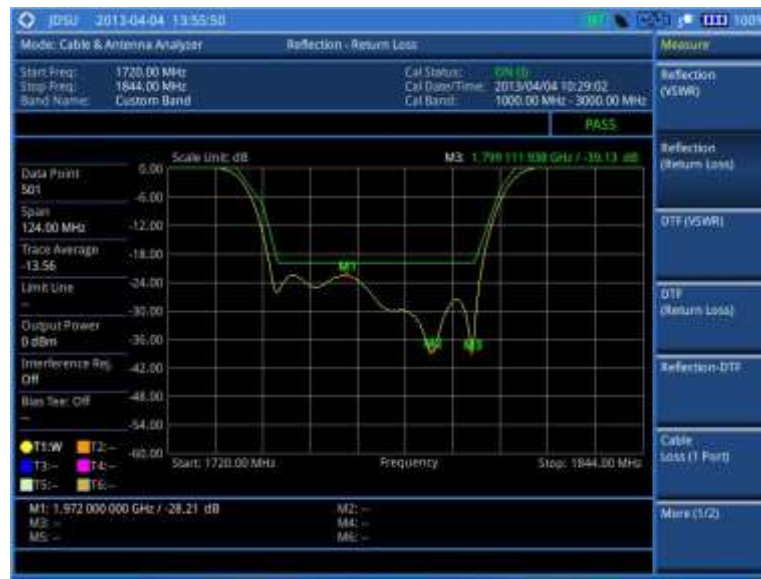 JDSU 2013-04-04 13:55:50 100%
Mode: Cable & Antenna Analyzer Reflection - Return Loss
Measure
Start Freq: 1720.00 MHz Cal Status: ON (I)
Stop Freq: 1844.00 MHz Cal Date/Time: 2013/04/04 10:29:02
Band Name: Custom Band Cal Band: 1000.00 MHz - 3000.00 MHz
PASS
Reflection
(VSWR)
Reflection
(Return Loss)
DTF (VSWR)
DTF
(Return Loss)
Reflection-DTF
Cable
Loss (1 Port)
More (1/2)
Scale Unit: dB M3: 1,799 111 938 GHz / -39.13 dB
Data Point
501
Span
124.00 MHz
Trace Average
-13.56
Limit Line
--
Output Power
0 dBm
Interference Rej.
Off
Bias Tee: Off
--
T1:W T2:--
T3:-- T4:--
T5:-- T6:--
0.00
-6.00
-12.00
-18.00
-24.00
-30.00
-36.00
-42.00
-48.00
-54.00
-60.00
M1
M2
M3
Start: 1720.00 MHz Frequency Stop: 1844.00 MHz
M1: 1,972 000 000 GHz / -28.21 dB M2: --
M3: -- M4: --
M5: -- M6: --